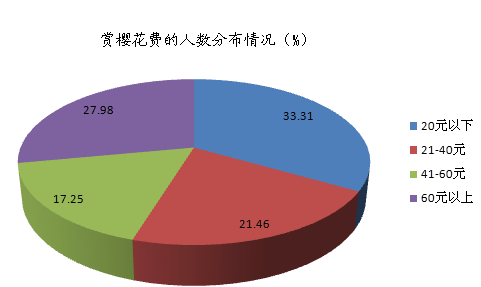 赏樱花费的人数分布情况（%）
33.31
27.98
17.25
21.46
20元以下
21-40元
41-60元
60元以上